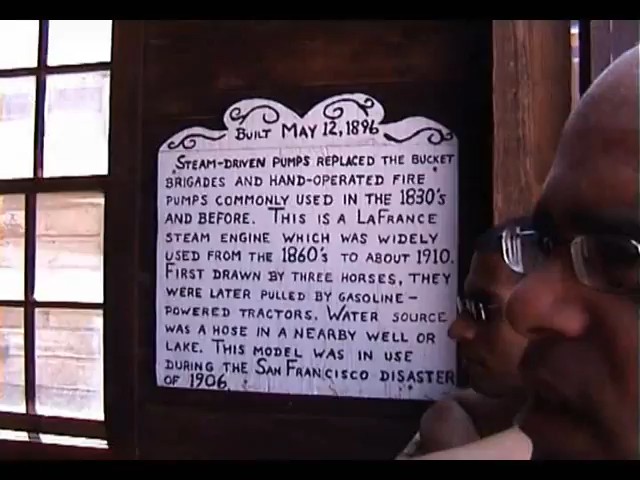 BUILT MAY 12, 1896
STEAM-DRIVEN PUMPS REPLACED THE BUCKET
BRIGADES AND HAND-OPERATED FIRE
PUMPS COMMONLY USED IN THE 1830's
AND BEFORE. THIS IS A LAFRANCE
STEAM ENGINE WHICH WAS WIDELY
USED FROM THE 1860's TO ABOUT 1910.
FIRST DRAWN BY THREE HORSES, THEY
WERE LATER PULLED BY GASOLINE-
POWERED TRACTORS. WATER SOURCE
WAS A HOSE IN A NEARBY WELL OR
LAKE. THIS MODEL WAS IN USE
DURING THE SAN FRANCISCO DISASTER
OF 1906.